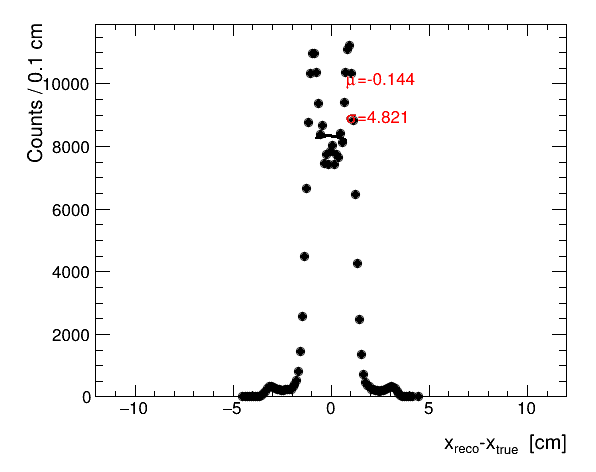 Counts / 0.1 cm
10000
8000
6000
4000
2000
0
μ=-0.144
σ=4.821
−10 −5 0 5 10
x_reco-x_true [cm]